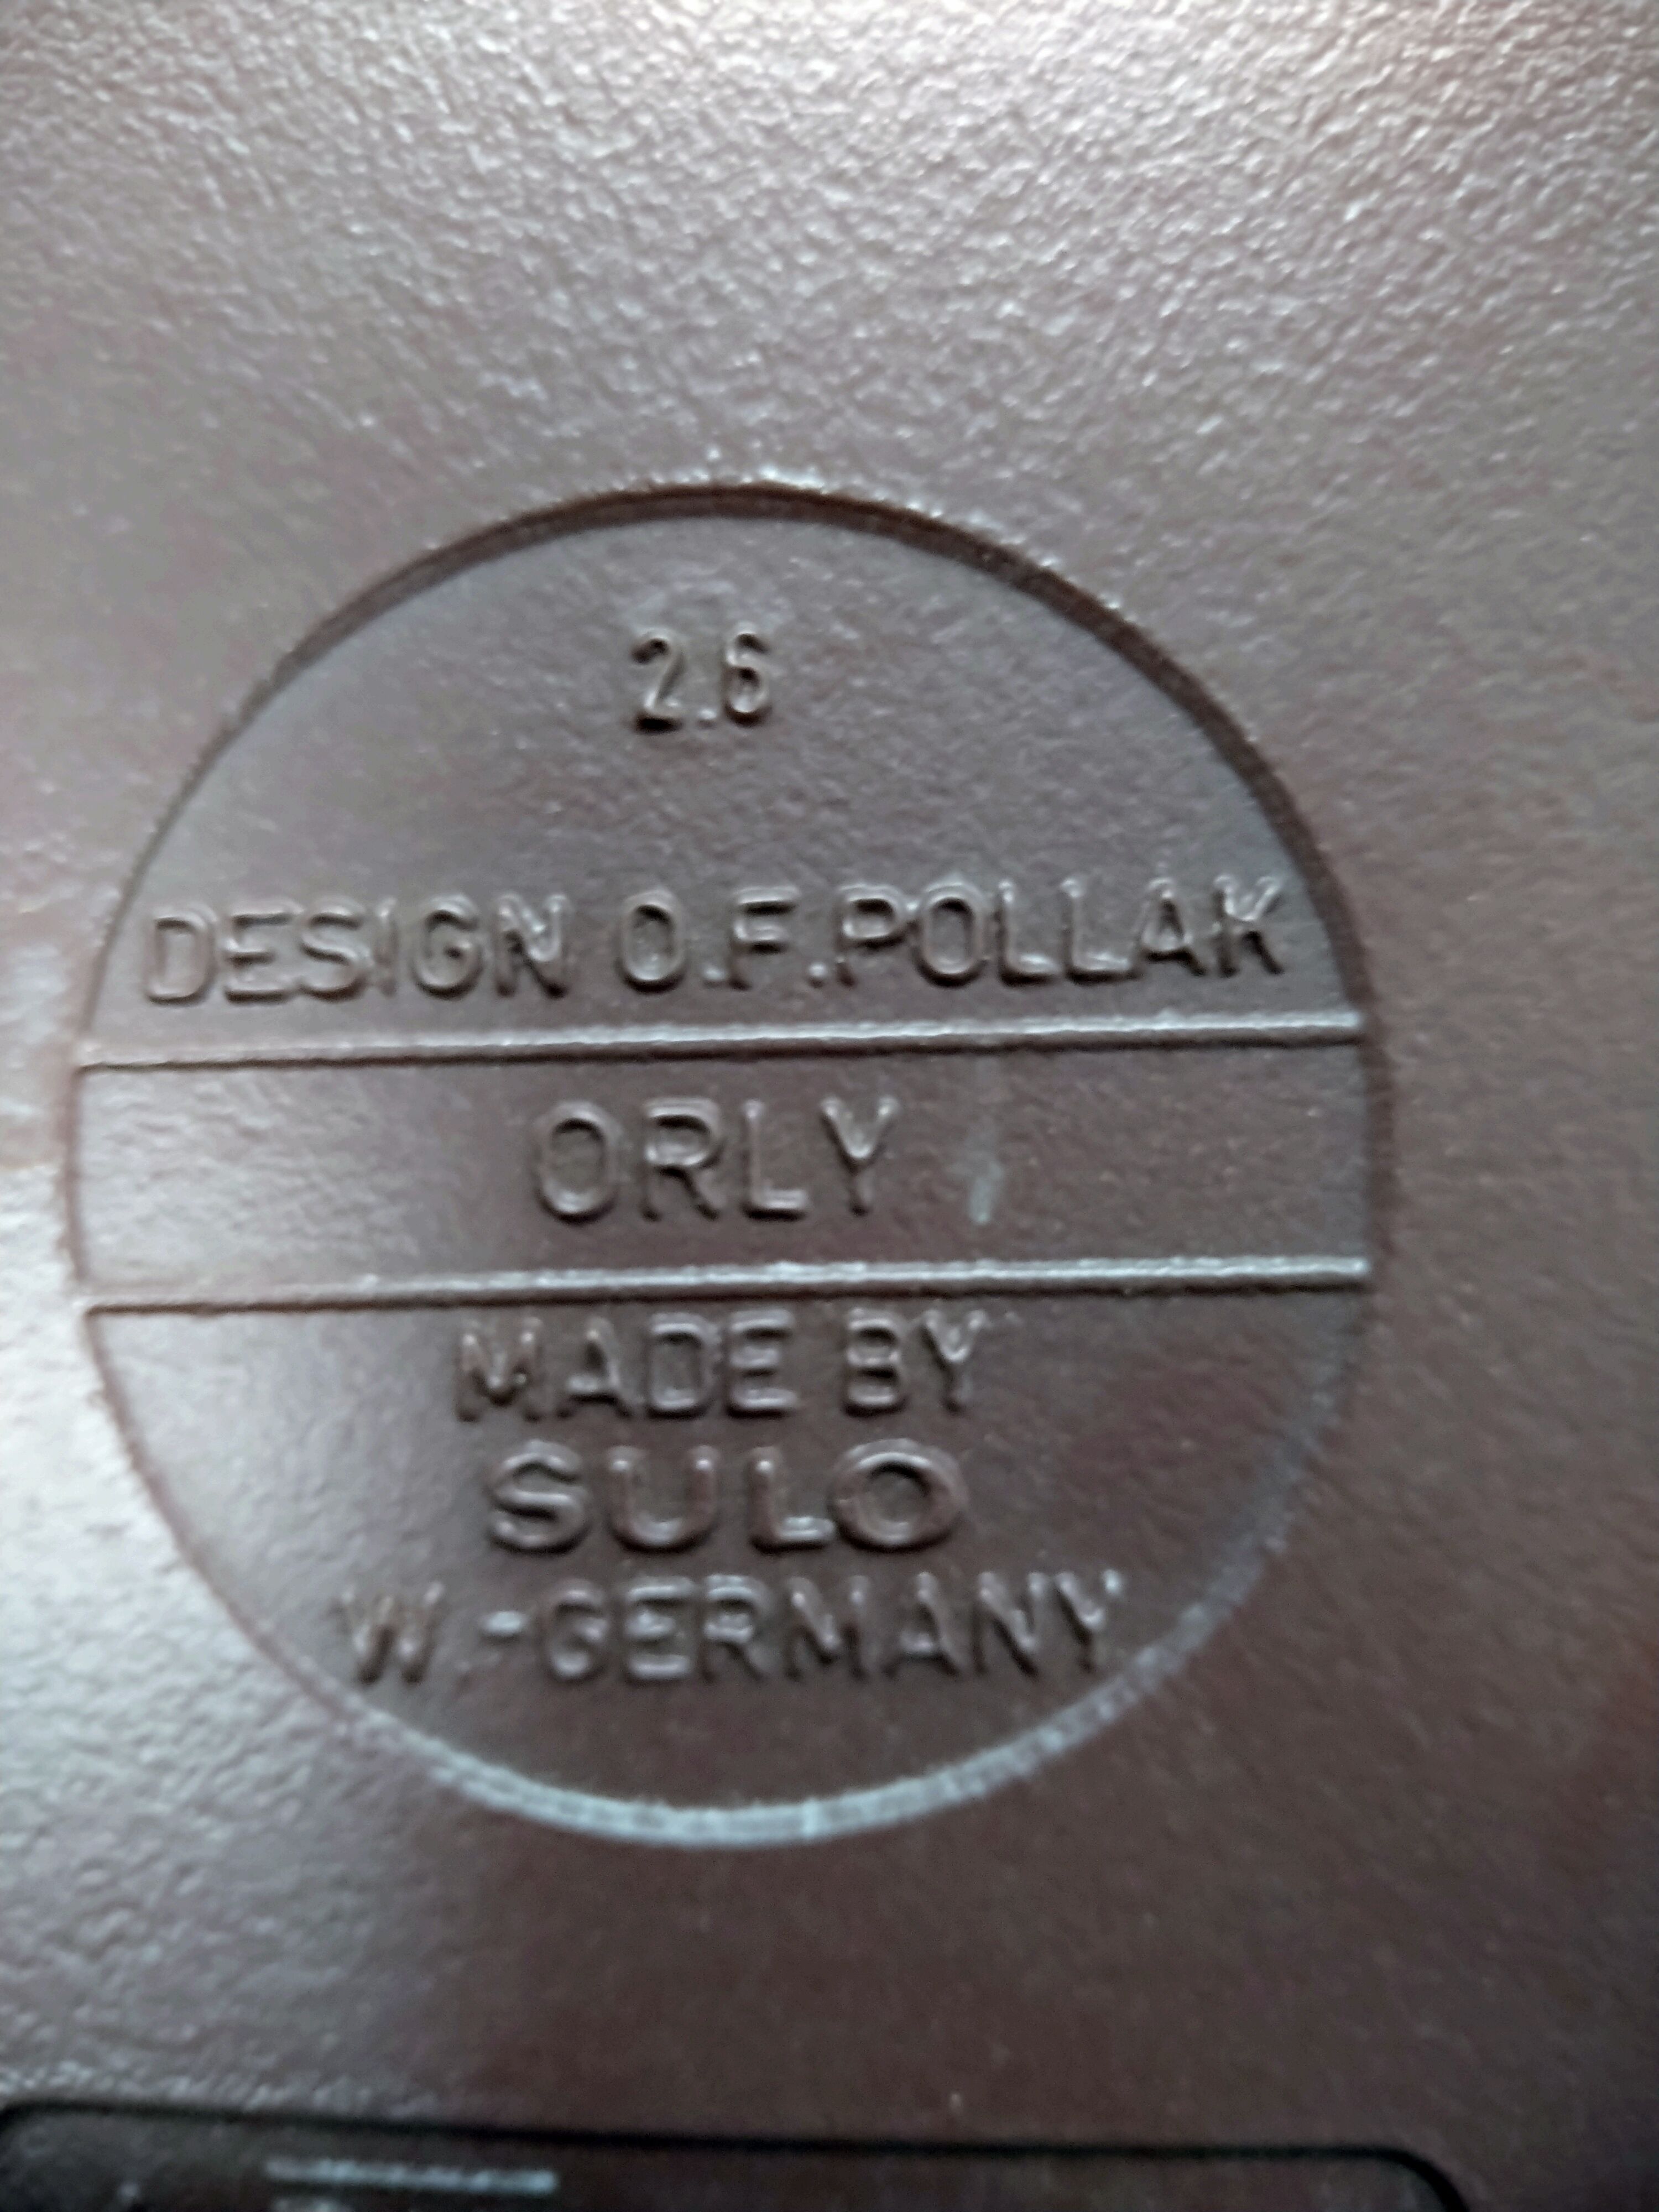 2.6
DESIGN O.F.POLLAK
ORLY
MADE BY
SULO
W.-GERMANY